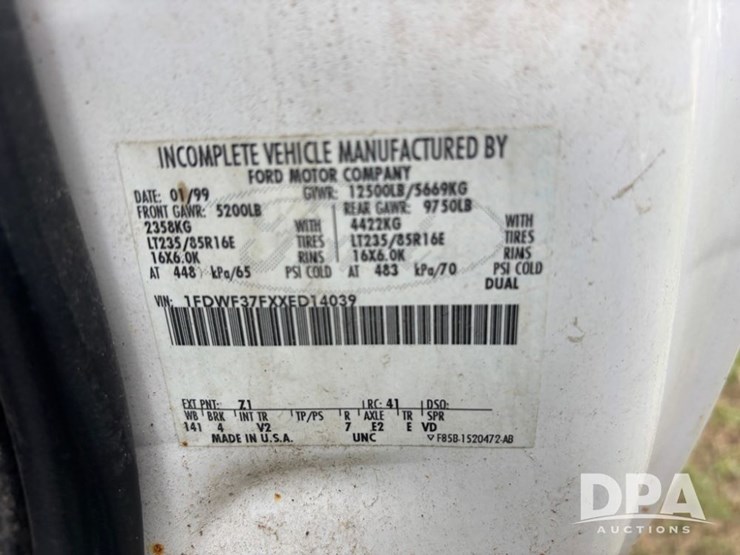 INCOMPLETE VEHICLE MANUFACTURED BY
FORD MOTOR COMPANY
DATE: 01/99 GVWR: 12500LB/5669KG
FRONT GAWR: 5200LB REAR GAWR: 9750LB
2358KG WITH 4422KG WITH
LT235/85R16E TIRES LT235/85R16E TIRES
16X6.0K RIMS 16X6.0K RIMS
AT 448 kPa/65 PSI COLD AT 483 kPa/70 PSI COLD
DUAL
VIN: 1FDWF37FXXED14039
EXT PNT: Z1 RC: 41 DSO:
WB BRK INT TR TP/PS R AXLE TR SPR
141 4 V2 7 E2 E VD
MADE IN U.S.A. UNC F85B-1520472-AB
DPA
AUCTIONS